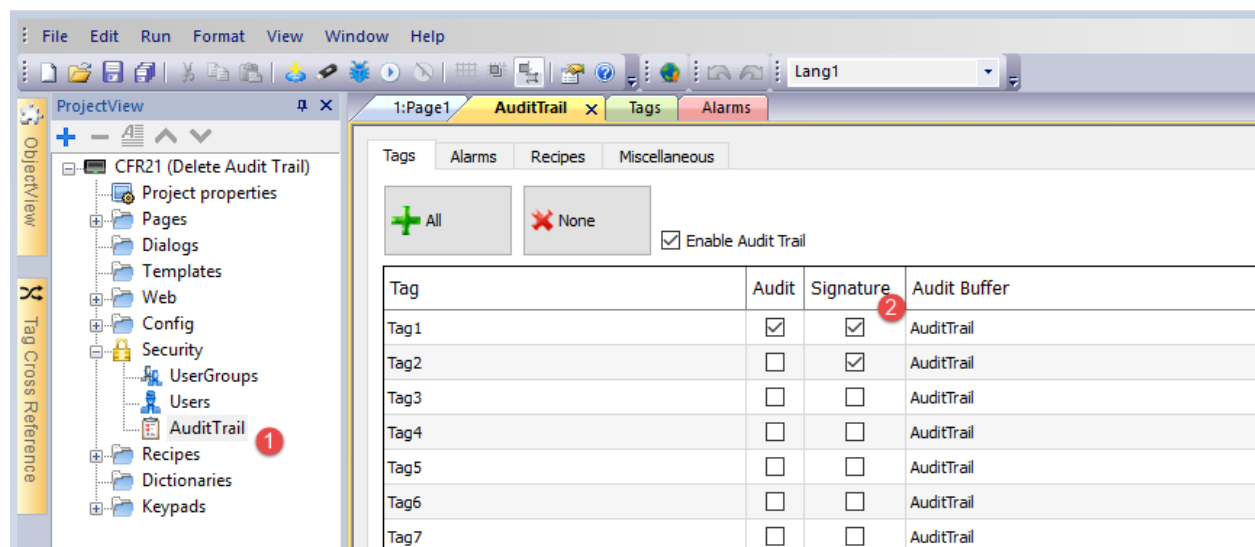 File Edit Run Format View Window Help
Lang1
ProjectView
1:Page1 AuditTrail Tags Alarms
ObjectView
Tag Cross Reference
CFR21 (Delete Audit Trail)
Project properties
Pages
Dialogs
Templates
Web
Config
Security
UserGroups
Users
AuditTrail 1
Recipes
Dictionaries
Keypads
Tags Alarms Recipes Miscellaneous
All None Enable Audit Trail
Tag Audit Signature 2 Audit Buffer
Tag1 AuditTrail
Tag2 AuditTrail
Tag3 AuditTrail
Tag4 AuditTrail
Tag5 AuditTrail
Tag6 AuditTrail
Tag7 AuditTrail